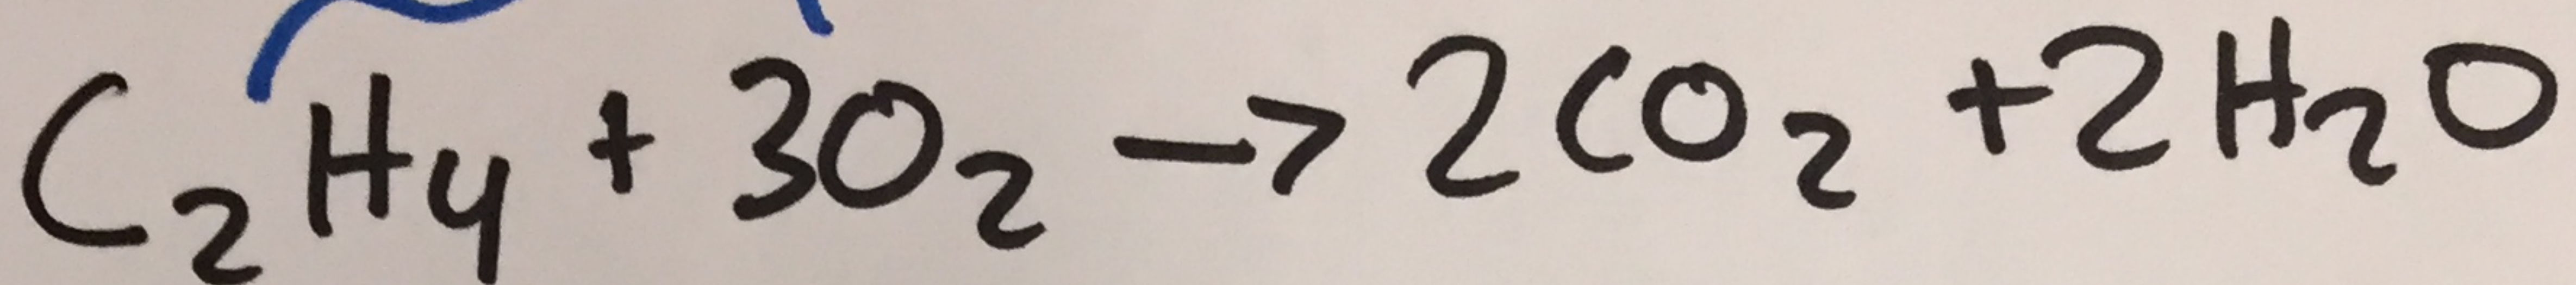 C₂H₄ + 3O₂ → 2CO₂ + 2H₂O